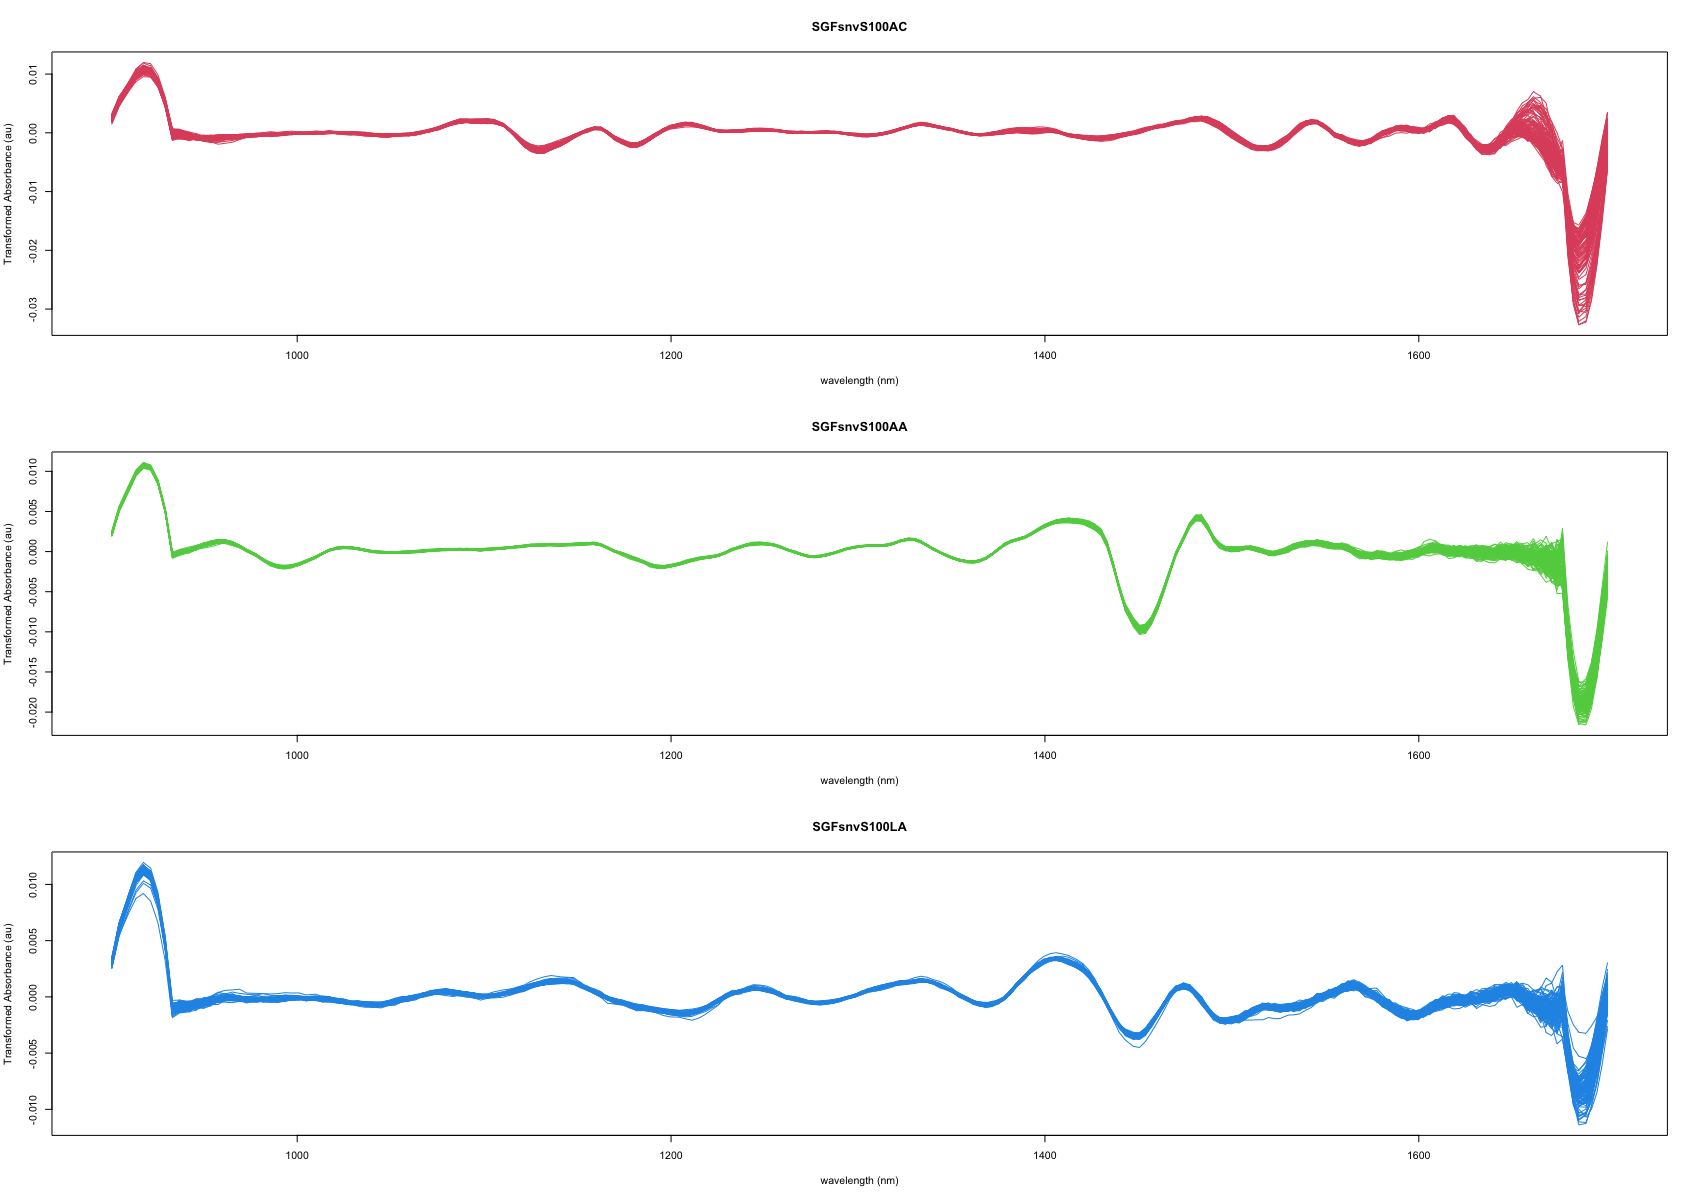 SGFsnvS100AC
Transformed Absorbance (au)
0.01
0.00
-0.01
-0.02
-0.03
1000 1200 1400 1600
wavelength (nm)
SGFsnvS100AA
Transformed Absorbance (au)
0.010
0.005
0.000
-0.005
-0.010
-0.015
-0.020
1000 1200 1400 1600
wavelength (nm)
SGFsnvS100LA
Transformed Absorbance (au)
0.010
0.005
0.000
-0.005
-0.010
1000 1200 1400 1600
wavelength (nm)